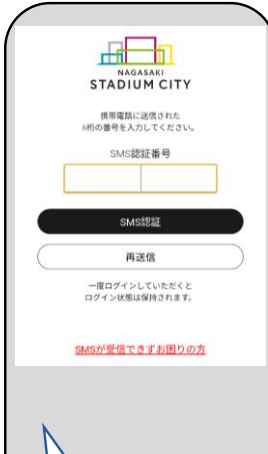 NAGASAKI
STADIUM CITY
携帯電話に送信された
6桁の番号を入力してください。
SMS認証番号
SMS認証
再送信
一度ログインしていただくと
ログイン状態は保持されます。
SMSが受信できずお困りの方